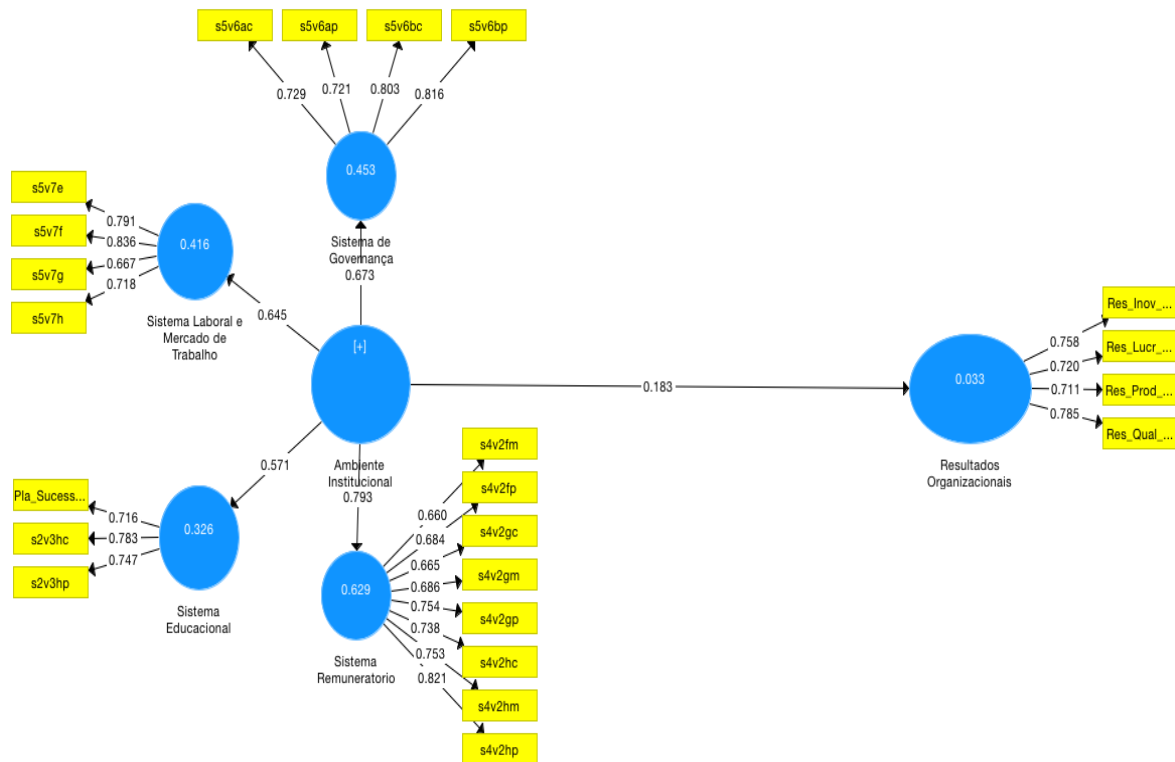 s5v6ac
s5v6ap
s5v6bc
s5v6bp
0.729
0.721
0.803
0.816
0.453
Sistema de
Governança
0.673
s5v7e
s5v7f
s5v7g
s5v7h
0.791
0.836
0.667
0.718
0.416
Sistema Laboral e
Mercado de
Trabalho
0.645
[+]
Ambiente
Institucional
0.793
0.183
0.033
Resultados
Organizacionais
0.758
0.720
0.711
0.785
Res_Inov_...
Res_Lucr_...
Res_Prod_...
Res_Qual_...
0.571
Pla_Sucess...
s2v3hc
s2v3hp
0.716
0.783
0.747
0.326
Sistema
Educacional
0.629
Sistema
Remuneratorio
0.660
0.684
0.665
0.686
0.754
0.738
0.753
0.821
s4v2fm
s4v2fp
s4v2gc
s4v2gm
s4v2gp
s4v2hc
s4v2hm
s4v2hp